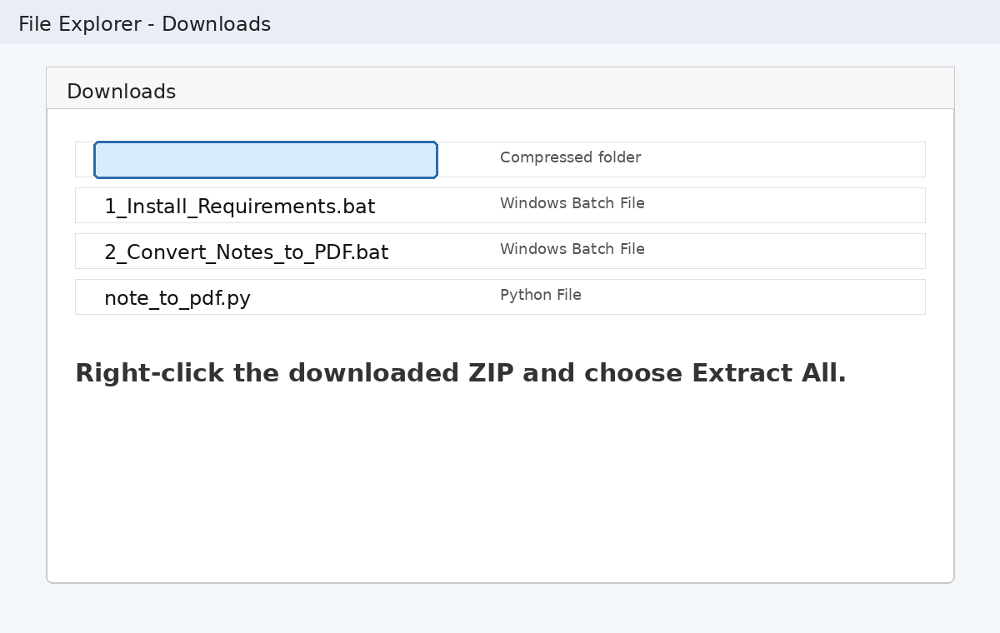 File Explorer - Downloads
Downloads
Compressed folder
1_Install_Requirements.bat Windows Batch File
2_Convert_Notes_to_PDF.bat Windows Batch File
note_to_pdf.py Python File
Right-click the downloaded ZIP and choose Extract All.